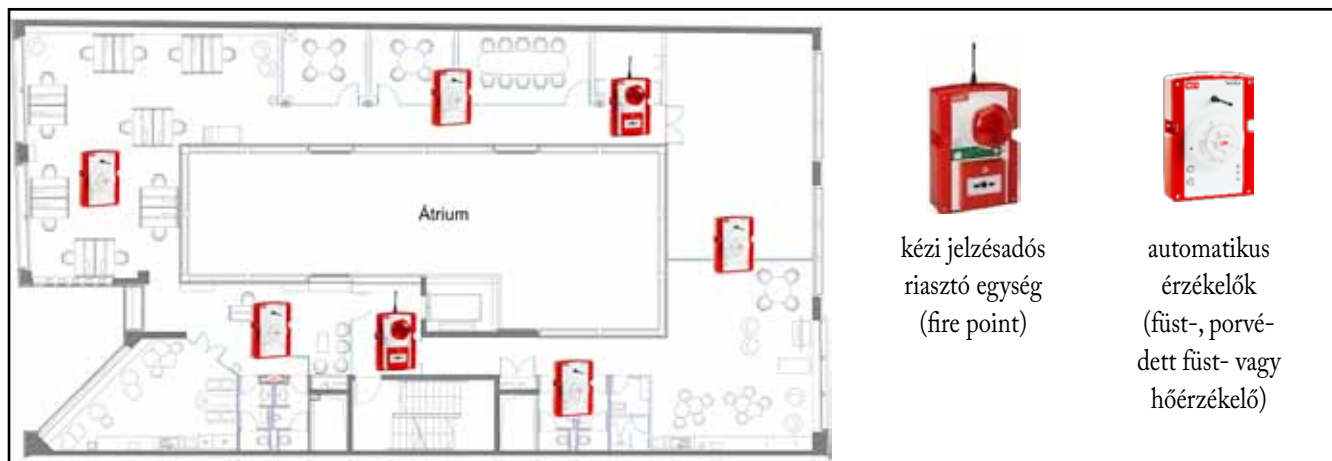 Átrium
kézi jelzésadós
riasztó egység
(fire point)
automatikus
érzékelők
(füst-, porvé-
dett füst- vagy
hőérzékelő)